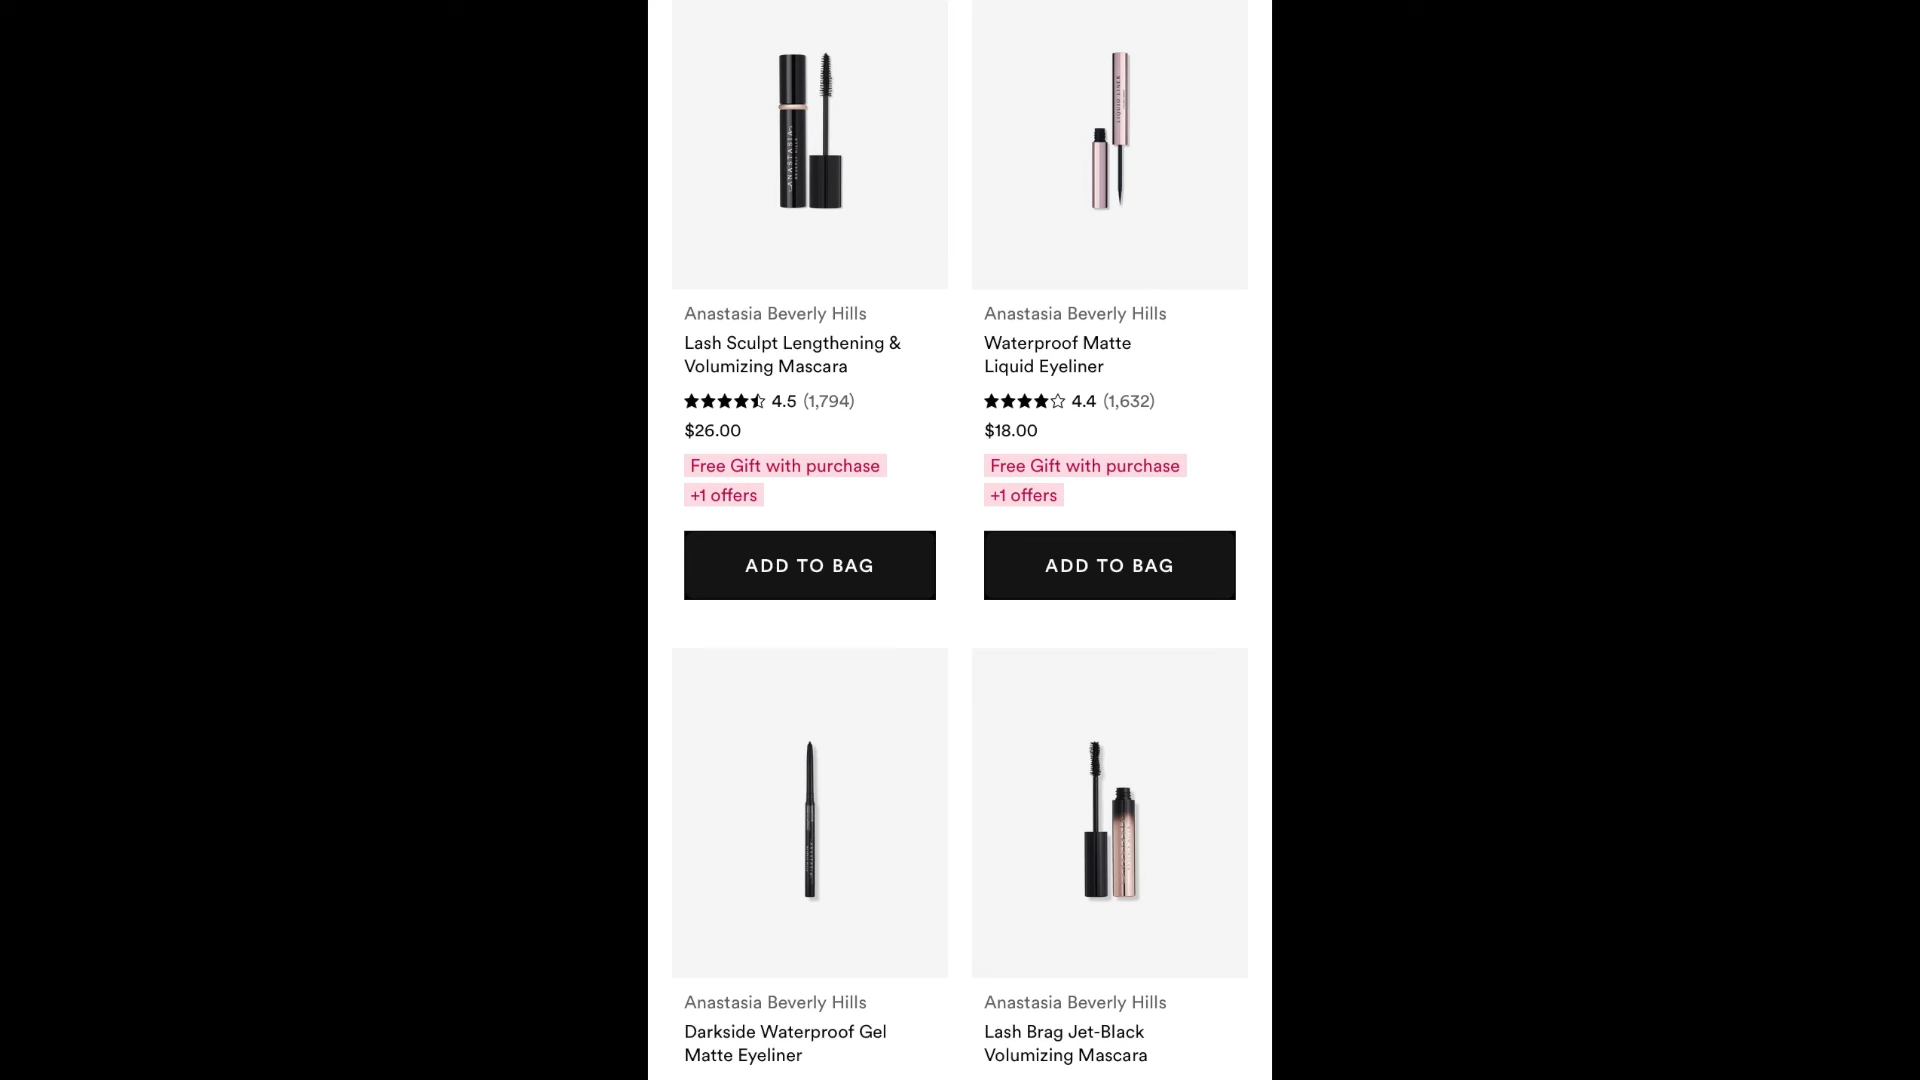 ANASTASIA
LIQUID LINER
Anastasia Beverly Hills
Lash Sculpt Lengthening &
Volumizing Mascara
4.5 (1,794)
$26.00
Free Gift with purchase
+1 offers
ADD TO BAG
Anastasia Beverly Hills
Waterproof Matte
Liquid Eyeliner
4.4 (1,632)
$18.00
Free Gift with purchase
+1 offers
ADD TO BAG
Anastasia Beverly Hills
Darkside Waterproof Gel
Matte Eyeliner
Anastasia Beverly Hills
Lash Brag Jet-Black
Volumizing Mascara